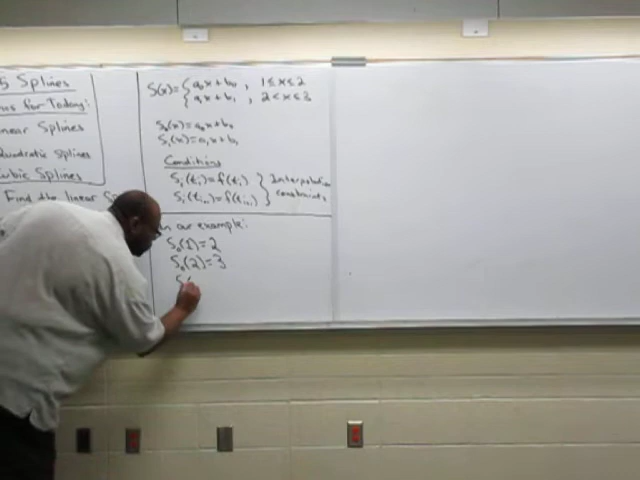 5 Splines
for Today:
Linear Splines
Quadratic Splines
Cubic Splines
Find the linear
S(x)= { a₀x+b₀, 1≤x≤2
a₁x+b₁, 2<x≤3
S₀(x)=a₀x+b₀
S₁(x)=a₁x+b₁
Conditions
Sᵢ(tᵢ)=f(tᵢ) } Interpolation
Sᵢ(tᵢ₊₁)=f(tᵢ₊₁) constraints
In our example:
S₀(1)=2
S₀(2)=3
S